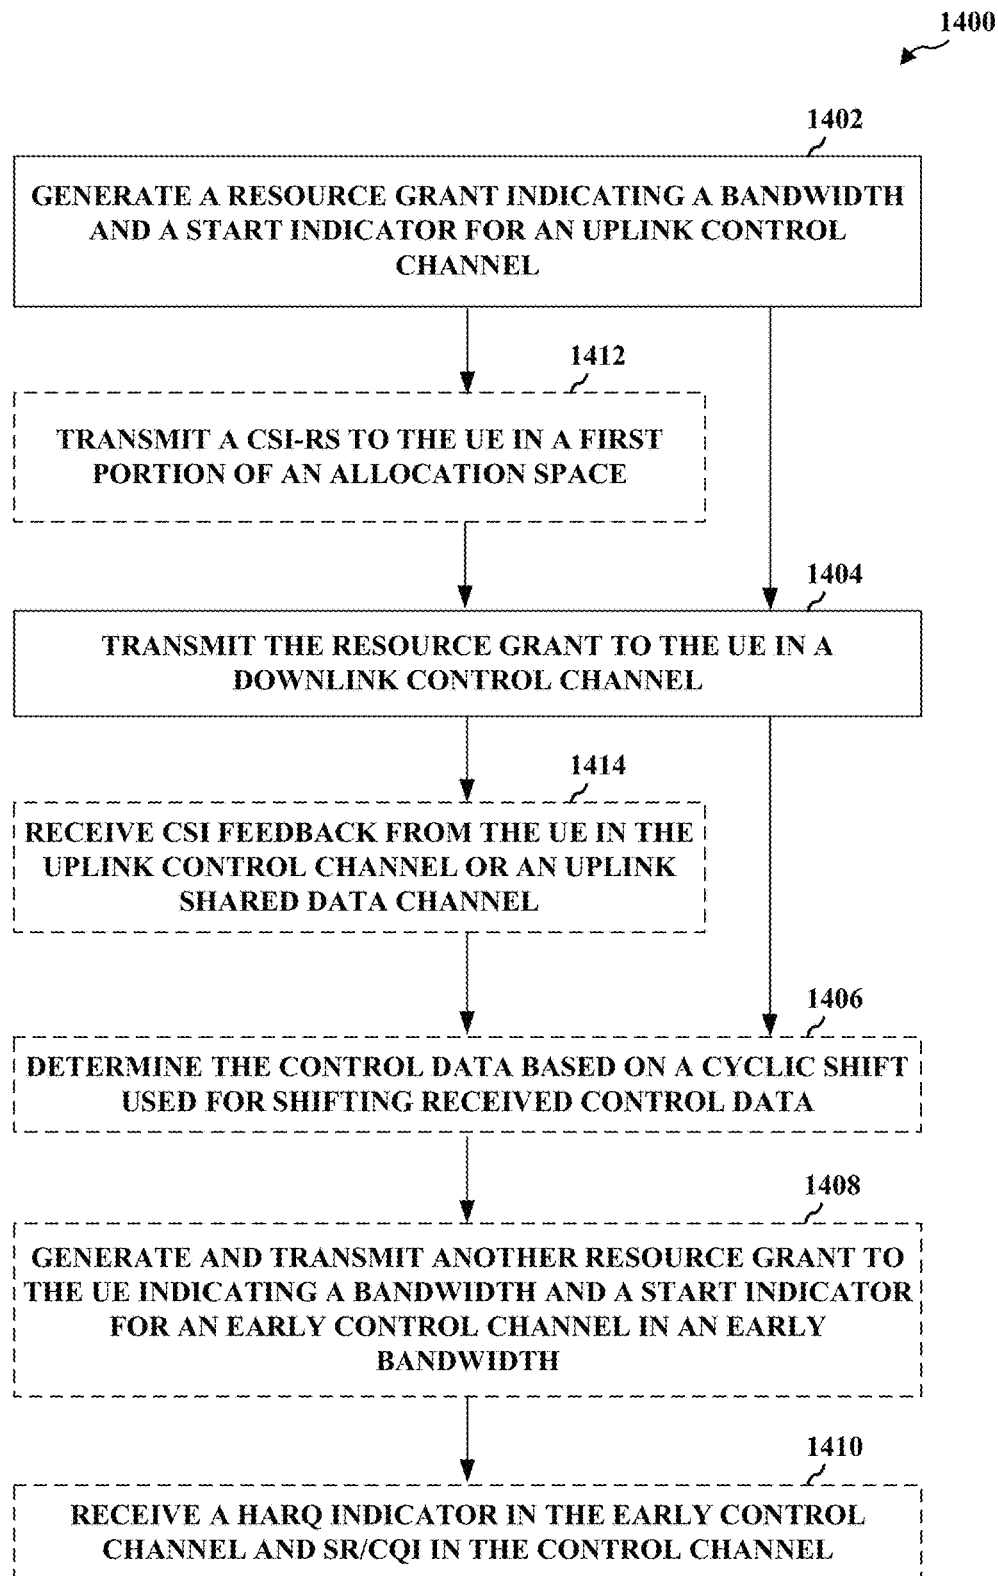 1400
1402
GENERATE A RESOURCE GRANT INDICATING A BANDWIDTH
AND A START INDICATOR FOR AN UPLINK CONTROL
CHANNEL
1412
TRANSMIT A CSI-RS TO THE UE IN A FIRST
PORTION OF AN ALLOCATION SPACE
1404
TRANSMIT THE RESOURCE GRANT TO THE UE IN A
DOWNLINK CONTROL CHANNEL
1414
RECEIVE CSI FEEDBACK FROM THE UE IN THE
UPLINK CONTROL CHANNEL OR AN UPLINK
SHARED DATA CHANNEL
1406
DETERMINE THE CONTROL DATA BASED ON A CYCLIC SHIFT
USED FOR SHIFTING RECEIVED CONTROL DATA
1408
GENERATE AND TRANSMIT ANOTHER RESOURCE GRANT TO
THE UE INDICATING A BANDWIDTH AND A START INDICATOR
FOR AN EARLY CONTROL CHANNEL IN AN EARLY
BANDWIDTH
1410
RECEIVE A HARQ INDICATOR IN THE EARLY CONTROL
CHANNEL AND SR/CQI IN THE CONTROL CHANNEL